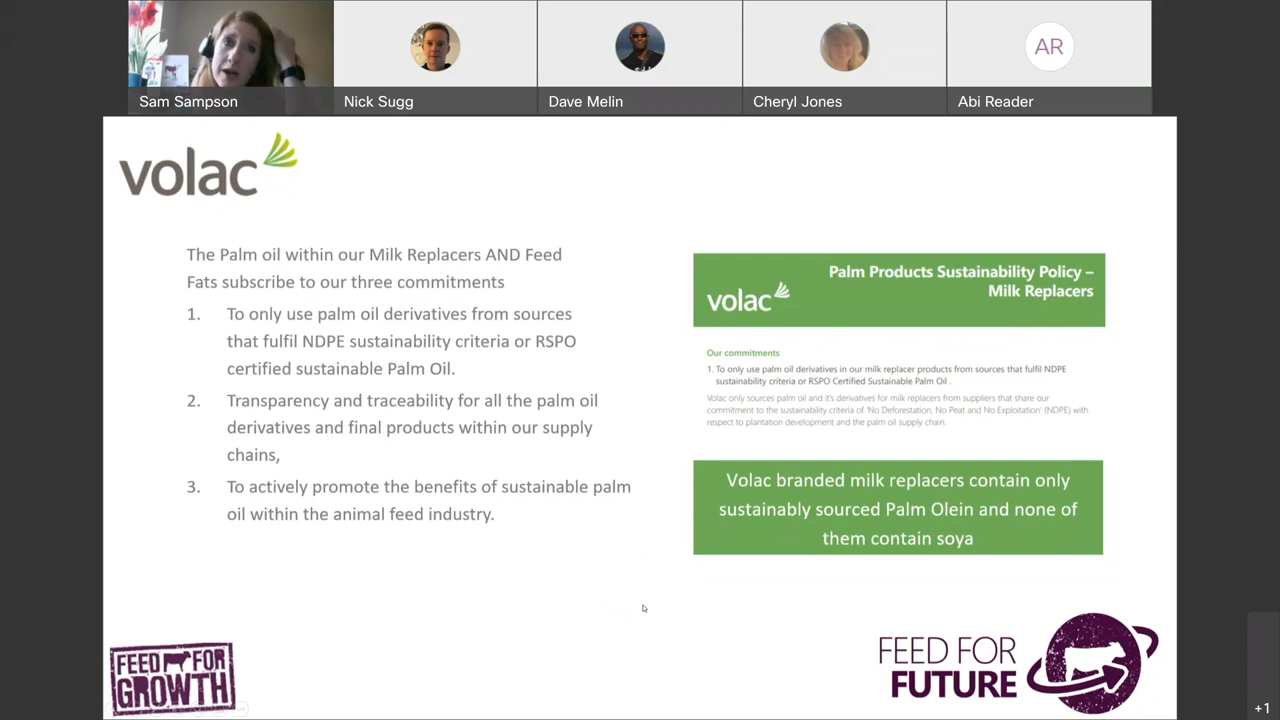 AR
Sam Sampson
Nick Sugg
Dave Melin
Cheryl Jones
Abi Reader
volac
The Palm oil within our Milk Replacers AND Feed
Fats subscribe to our three commitments
1. To only use palm oil derivatives from sources
that fulfil NDPE sustainability criteria or RSPO
certified sustainable Palm Oil.
2. Transparency and traceability for all the palm oil
derivatives and final products within our supply
chains,
3. To actively promote the benefits of sustainable palm
oil within the animal feed industry.
volac
Palm Products Sustainability Policy –
Milk Replacers
Our commitments
1. To only use palm oil derivatives in our milk replacer products from sources that fulfil NDPE
sustainability criteria or RSPO Certified Sustainable Palm Oil .
Volac only sources palm oil and it's derivatives for milk replacers from suppliers that share our
commitment to the sustainability criteria of 'No Deforestation, No Peat and No Exploitation' (NDPE) with
respect to plantation development and the palm oil supply chain.
Volac branded milk replacers contain only
sustainably sourced Palm Olein and none of
them contain soya
FEED FOR
GROWTH
FEED FOR
FUTURE
+1